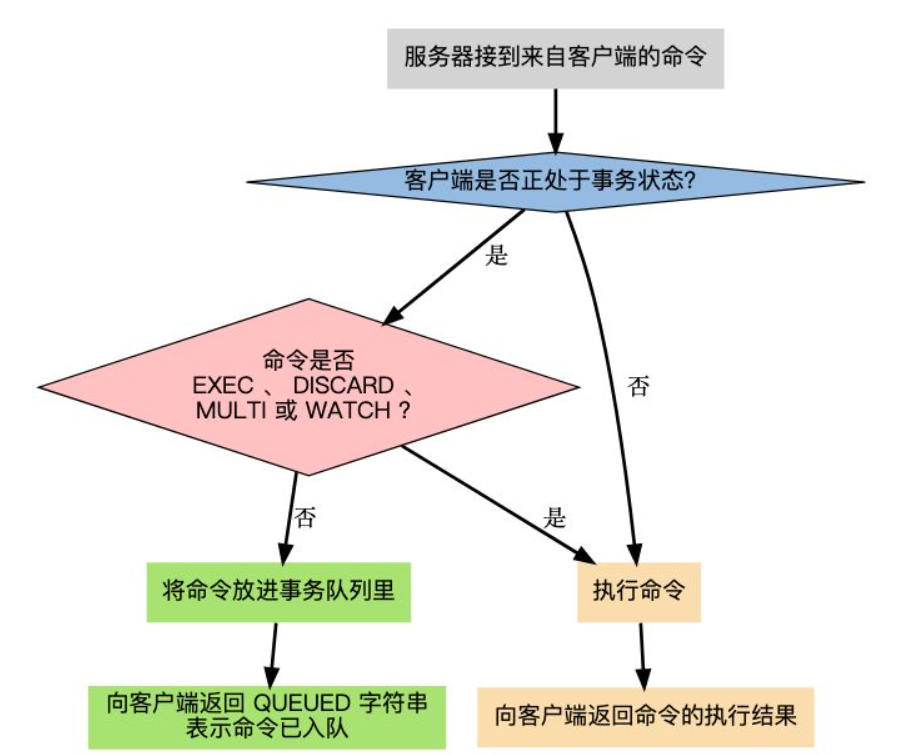 服务器接到来自客户端的命令
客户端是否正处于事务状态？
是
命令是否
EXEC 、 DISCARD 、
MULTI 或 WATCH ？
否
否
是
将命令放进事务队列里
执行命令
向客户端返回 QUEUED 字符串
表示命令已入队
向客户端返回命令的执行结果